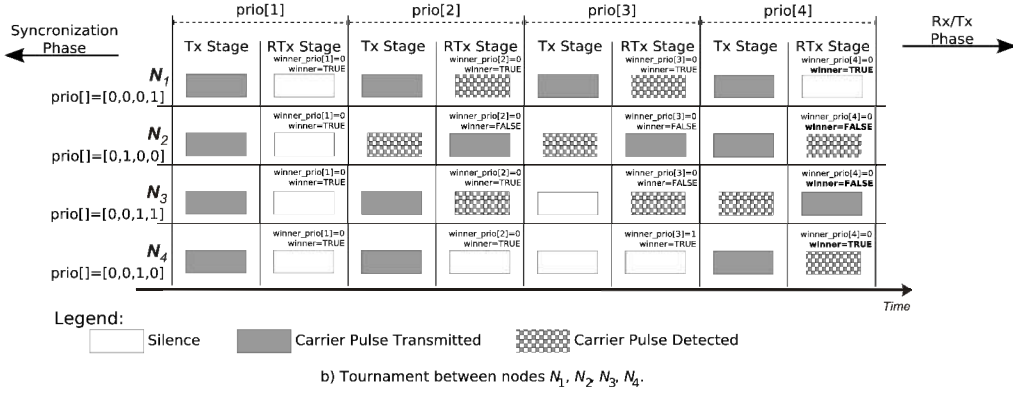 prio[1] prio[2] prio[3] prio[4]
Syncronization
Phase
Rx/Tx
Phase
Tx Stage RTx Stage Tx Stage RTx Stage Tx Stage RTx Stage Tx Stage RTx Stage
winner_prio[1]=0 winner_prio[2]=0 winner_prio[3]=0 winner_prio[4]=0
winner=TRUE winner=TRUE winner=TRUE winner=TRUE
N1
prio[]=[0,0,0,1]
winner_prio[1]=0 winner_prio[2]=0 winner_prio[3]=0 winner_prio[4]=0
winner=TRUE winner=FALSE winner=FALSE winner=FALSE
N2
prio[]=[0,1,0,0]
winner_prio[1]=0 winner_prio[2]=0 winner_prio[3]=0 winner_prio[4]=0
winner=TRUE winner=TRUE winner=FALSE winner=FALSE
N3
prio[]=[0,0,1,1]
winner_prio[1]=0 winner_prio[2]=0 winner_prio[3]=1 winner_prio[4]=0
winner=TRUE winner=TRUE winner=TRUE winner=TRUE
N4
prio[]=[0,0,1,0]
Time
Legend:
Silence Carrier Pulse Transmitted Carrier Pulse Detected
b) Tournament between nodes N1, N2, N3, N4.